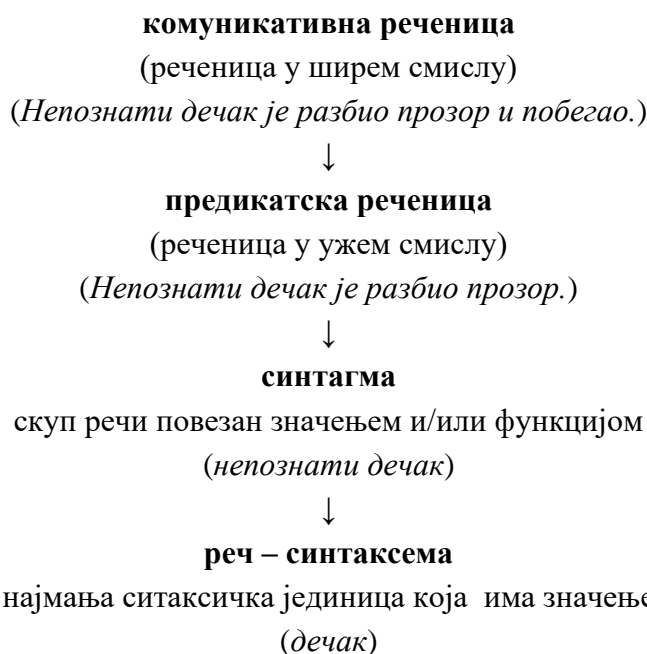 комуникативна реченица
(реченица у ширем смислу)
(Непознати дечак је разбио прозор и побегао.)
↓
предикатска реченица
(реченица у ужем смислу)
(Непознати дечак је разбио прозор.)
↓
синтагма
скуп речи повезан значењем и/или функцијом
(непознати дечак)
↓
реч – синтаксема
најмања ситаксичка јединица која има значење
(дечак)